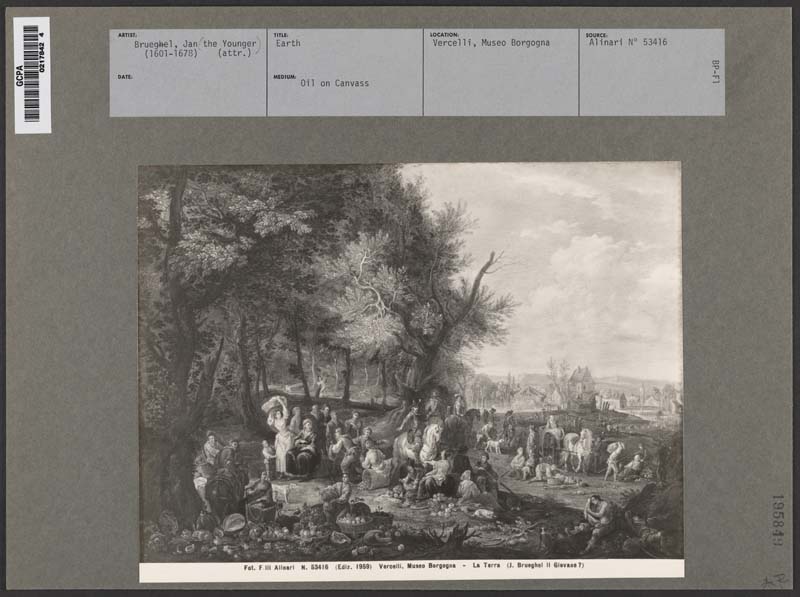 GCPA
0217842 4
ARTIST:
Brueghel, Jan (the Younger)
(1601-1678) (attr.)
DATE:
TITLE:
Earth
MEDIUM:
Oil on Canvass
LOCATION:
Vercelli, Museo Borgogna
SOURCE:
Alinari Nº 53416
BP-F1
195849
Fot. F.lli Alinari N. 53416 (Ediz. 1959) Vercelli, Museo Borgogna - La Terra (J. Brueghel il Giovane?)